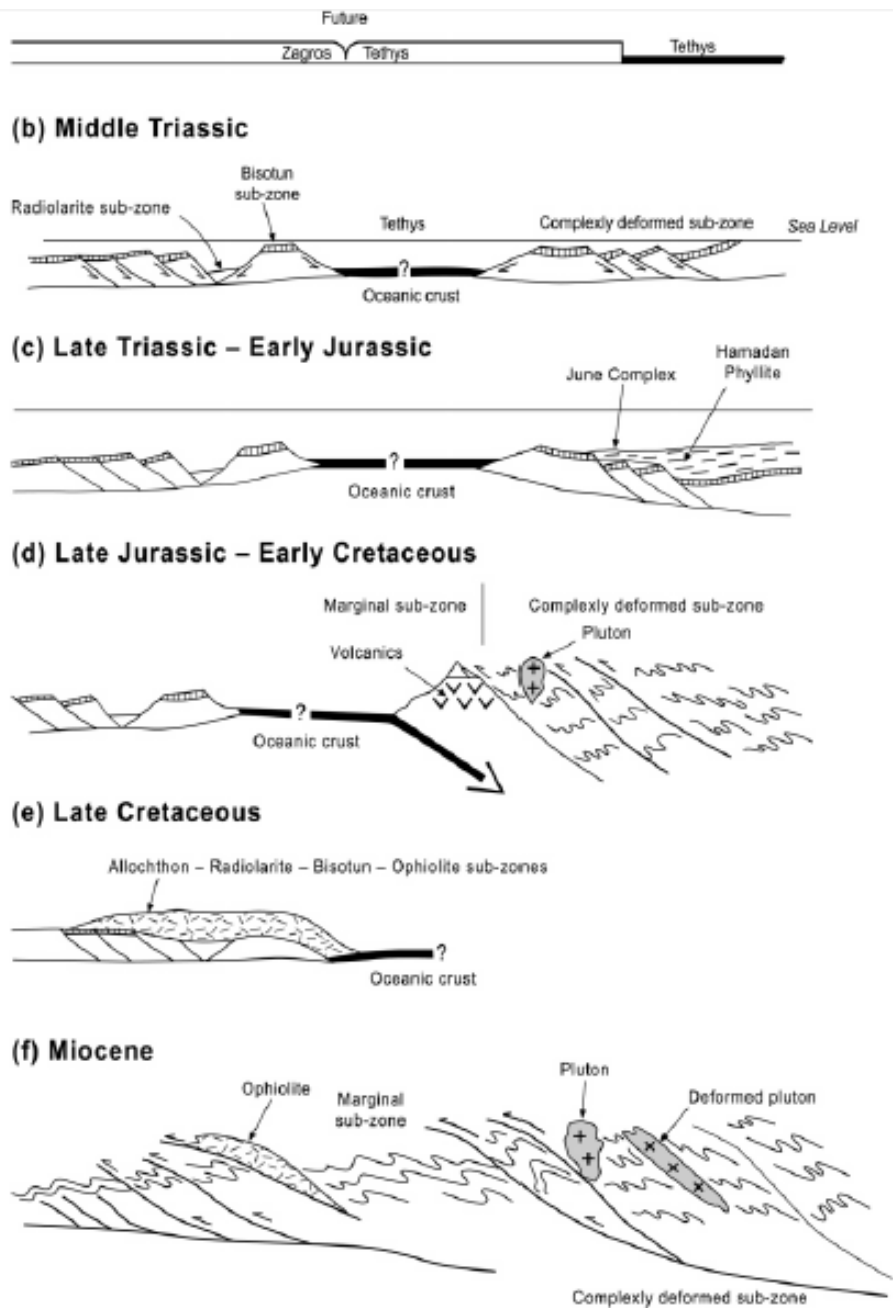 Future
Zagros Tethys
Tethys
(b) Middle Triassic
Bisotun
sub-zone
Radiolarite sub-zone
Tethys
Complexly deformed sub-zone
Sea Level
?
Oceanic crust
(c) Late Triassic – Early Jurassic
Hamadan
Phyllite
June Complex
?
Oceanic crust
(d) Late Jurassic – Early Cretaceous
Marginal sub-zone
Complexly deformed sub-zone
Pluton
Volcanics
?
Oceanic crust
(e) Late Cretaceous
Allochthon – Radiolarite – Bisotun – Ophiolite sub-zones
?
Oceanic crust
(f) Miocene
Pluton
Ophiolite
Marginal
sub-zone
Deformed pluton
Complexly deformed sub-zone